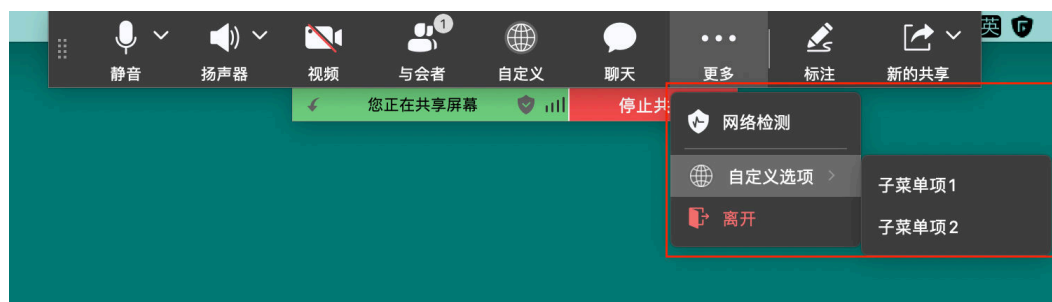 1
英
静音
扬声器
视频
与会者
自定义
聊天
更多
标注
新的共享
您正在共享屏幕
停止共
网络检测
自定义选项
子菜单项1
离开
子菜单项2